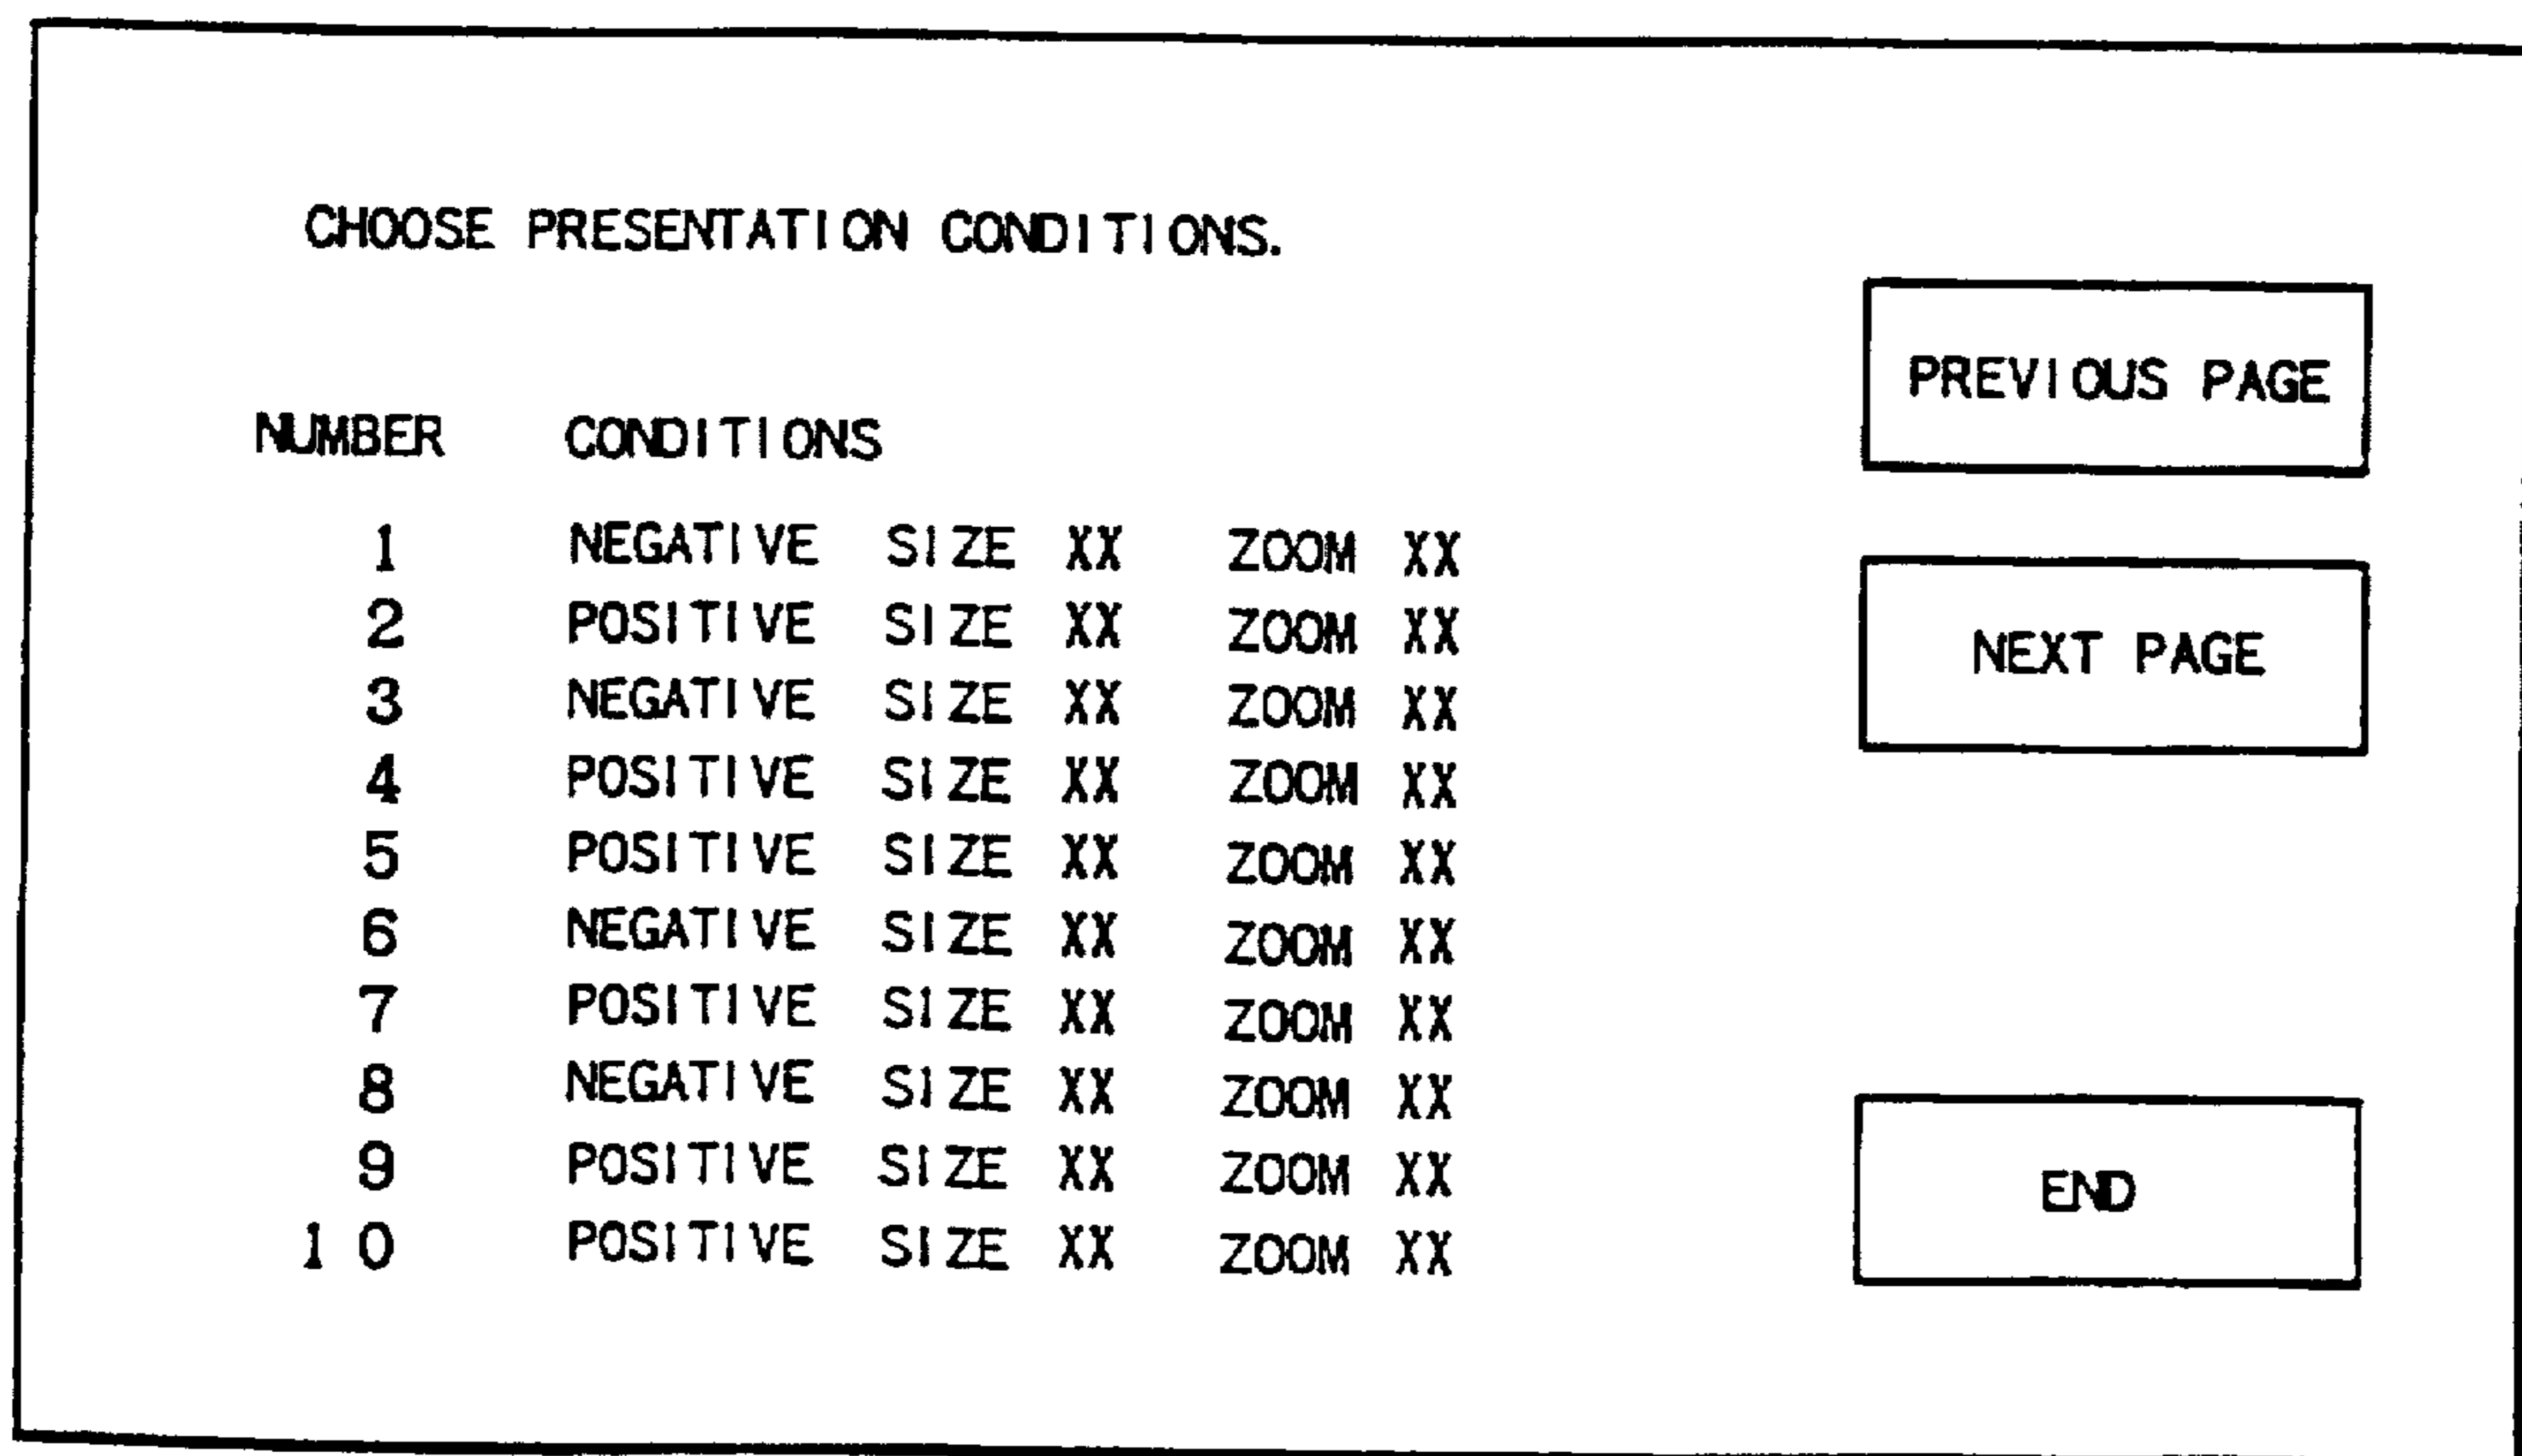 CHOOSE PRESENTATION CONDITIONS.
NUMBER CONDITIONS
1 NEGATIVE SIZE XX ZOOM XX
2 POSITIVE SIZE XX ZOOM XX
3 NEGATIVE SIZE XX ZOOM XX
4 POSITIVE SIZE XX ZOOM XX
5 POSITIVE SIZE XX ZOOM XX
6 NEGATIVE SIZE XX ZOOM XX
7 POSITIVE SIZE XX ZOOM XX
8 NEGATIVE SIZE XX ZOOM XX
9 POSITIVE SIZE XX ZOOM XX
10 POSITIVE SIZE XX ZOOM XX
PREVIOUS PAGE
NEXT PAGE
END